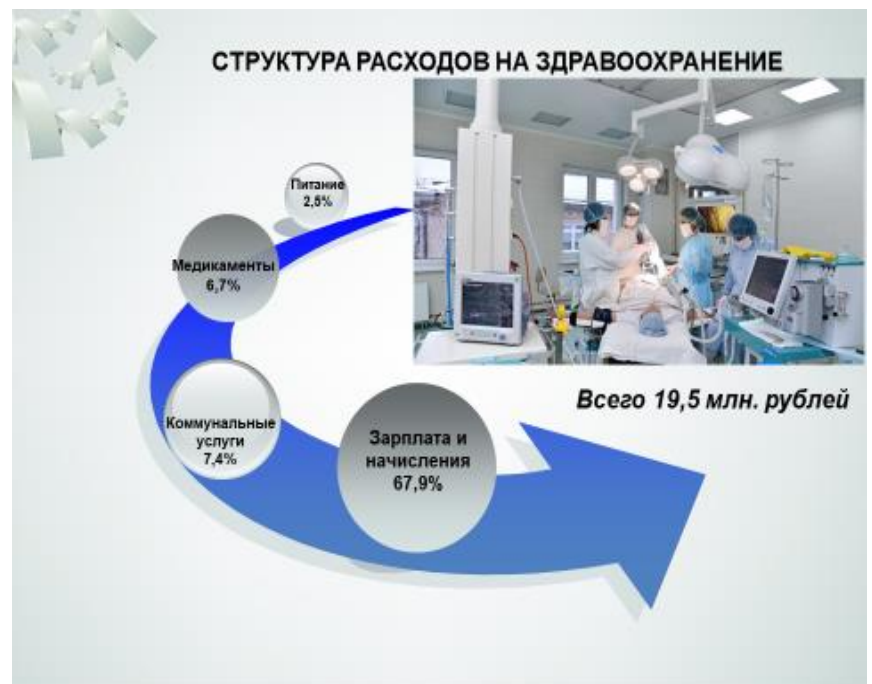 СТРУКТУРА РАСХОДОВ НА ЗДРАВООХРАНЕНИЕ
Питание
2,5%
Медикаменты
6,7%
Коммунальные
услуги
7,4%
Зарплата и
начисления
67,9%
Всего 19,5 млн. рублей